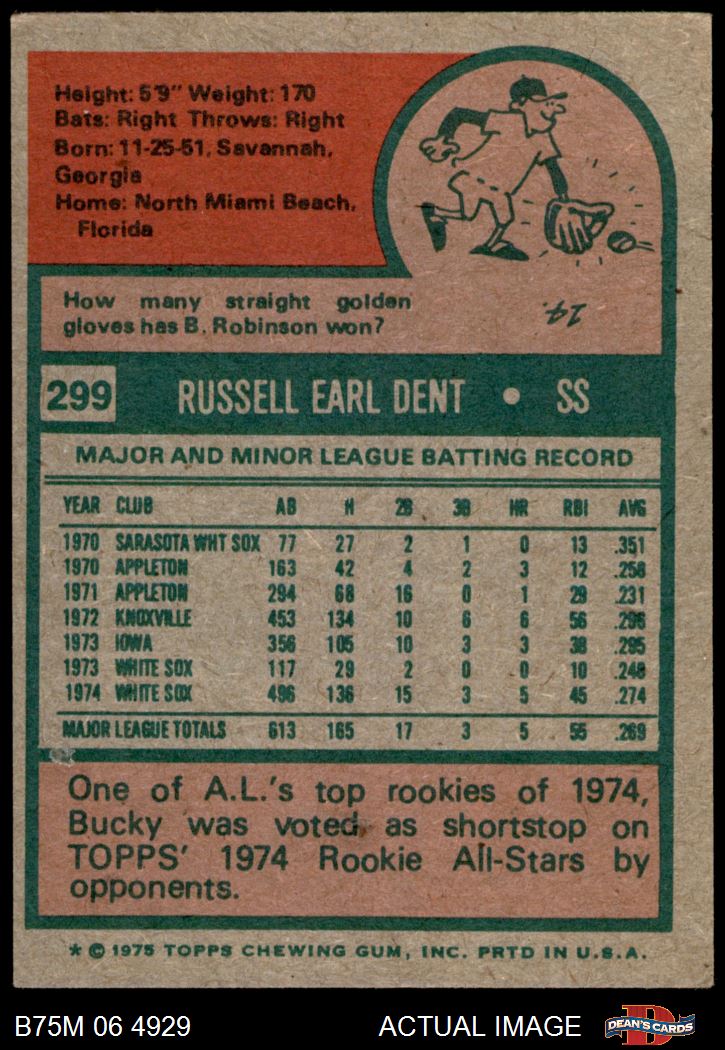 Height: 5'9" Weight: 170
Bats: Right Throws: Right
Born: 11-25-51, Savannah,
Georgia
Home: North Miami Beach,
Florida
How many straight golden
gloves has B. Robinson won?
14.
299 RUSSELL EARL DENT • SS
MAJOR AND MINOR LEAGUE BATTING RECORD
YEAR CLUB AB H 2B 3B HR RBI AVG
1970 SARASOTA WHT SOX 77 27 2 1 0 13 .351
1970 APPLETON 163 42 4 2 3 12 .258
1971 APPLETON 294 68 16 0 1 29 .231
1972 KNOXVILLE 453 134 10 6 6 56 .296
1973 IOWA 356 105 10 3 3 38 .295
1973 WHITE SOX 117 29 2 0 0 10 .248
1974 WHITE SOX 496 136 15 3 5 45 .274
MAJOR LEAGUE TOTALS 613 165 17 3 5 55 .269
One of A.L.'s top rookies of 1974,
Bucky was voted as shortstop on
TOPPS' 1974 Rookie All-Stars by
opponents.
* © 1975 TOPPS CHEWING GUM, INC. PRTD IN U.S.A.
B75M 06 4929 ACTUAL IMAGE
DEAN'S CARDS